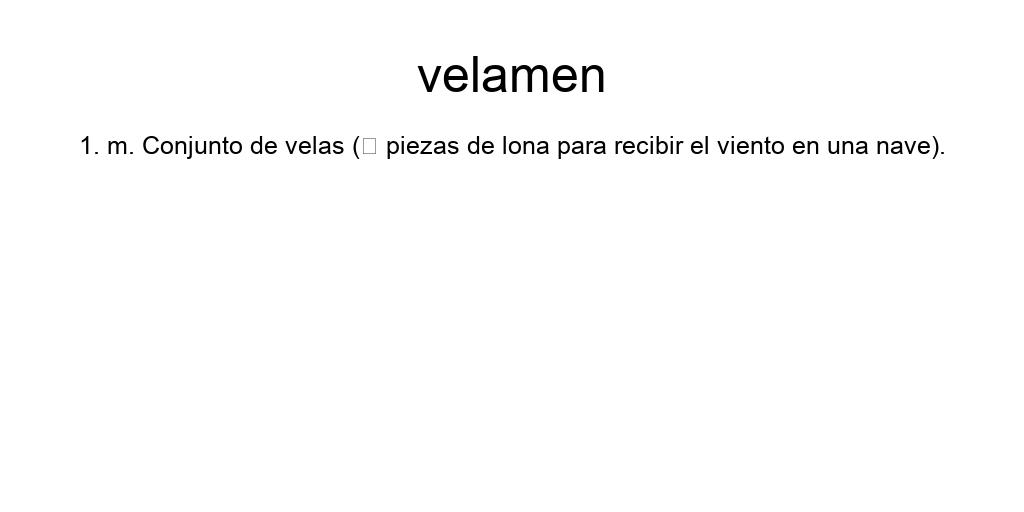 velamen
1. m. Conjunto de velas (□ piezas de lona para recibir el viento en una nave).